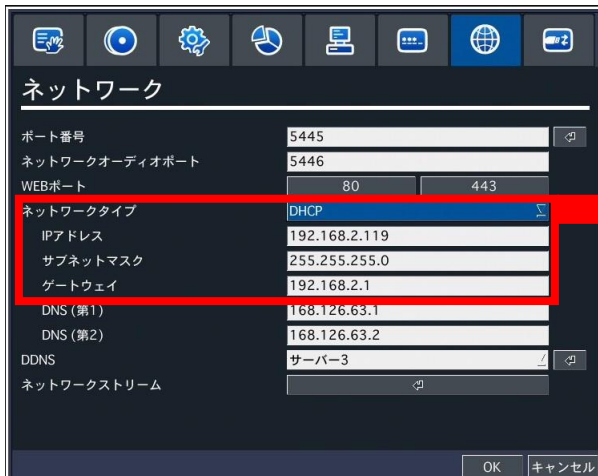 ネットワーク
ポート番号 5445
ネットワークオーディオポート 5446
WEBポート 80 443
ネットワークタイプ DHCP
IPアドレス 192.168.2.119
サブネットマスク 255.255.255.0
ゲートウェイ 192.168.2.1
DNS (第1) 168.126.63.1
DNS (第2) 168.126.63.2
DDNS サーバー3
ネットワークストリーム
OK キャンセル